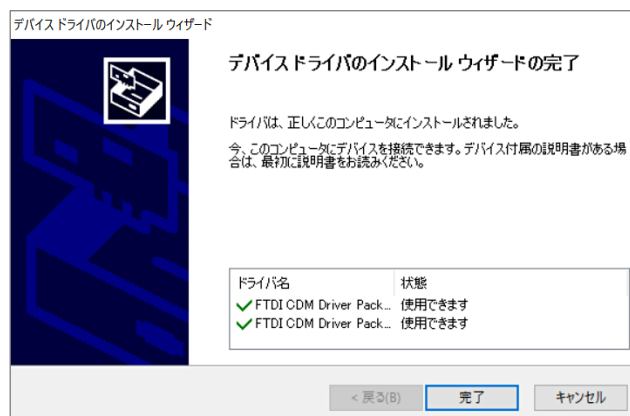 デバイス ドライバのインストール ウィザード
デバイス ドライバのインストール ウィザードの完了
ドライバは、正しくこのコンピュータにインストールされました。
今、このコンピュータにデバイスを接続できます。デバイス付属の説明書がある場
合は、最初に説明書をお読みください。
ドライバ名 状態
FTDI CDM Driver Pack... 使用できます
FTDI CDM Driver Pack... 使用できます
< 戻る(B) 完了 キャンセル